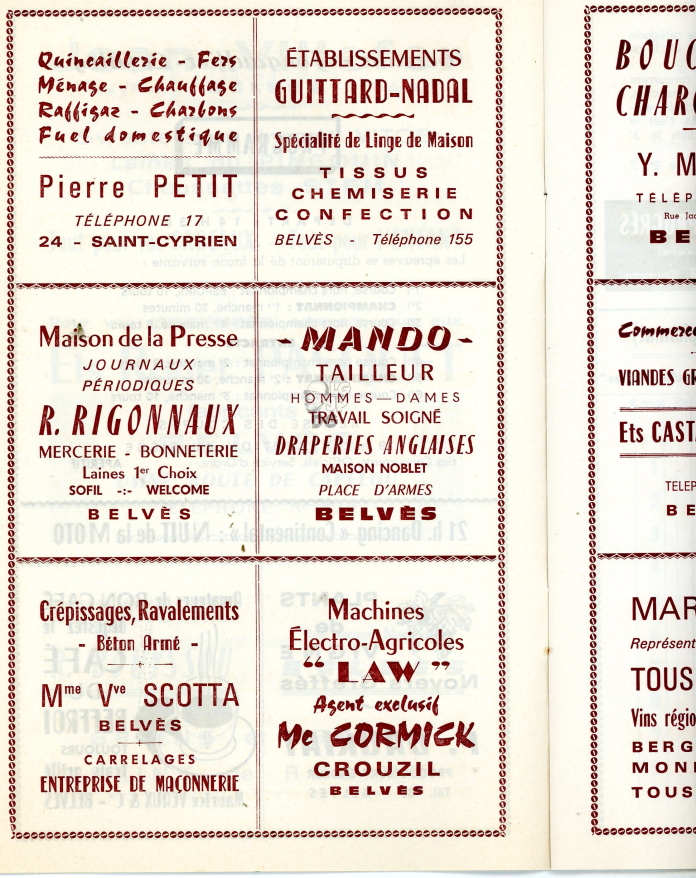 Quincaillerie - Fers
Ménage - Chauffage
Raffigaz - Charbons
Fuel domestique
Pierre PETIT
TÉLÉPHONE 17
24 - SAINT-CYPRIEN
ÉTABLISSEMENTS
GUITTARD-NADAL
Spécialité de Linge de Maison
TISSUS
CHEMISERIE
CONFECTION
BELVÈS - Téléphone 155
Maison de la Presse
JOURNAUX
PÉRIODIQUES
R. RIGONNAUX
MERCERIE - BONNETERIE
Laines 1er Choix
SOFIL -:- WELCOME
BELVÈS
- MANDO -
TAILLEUR
HOMMES — DAMES
TRAVAIL SOIGNÉ
DRAPERIES ANGLAISES
MAISON NOBLET
PLACE D'ARMES
BELVÈS
Crépissages, Ravalements
- Béton Armé -
Mme Vve SCOTTA
BELVÈS
CARRELAGES
ENTREPRISE DE MAÇONNERIE
Machines
Électro-Agricoles
“ LAW ”
Agent exclusif
Mc CORMICK
CROUZIL
BELVÈS
BOUC
CHARC
Y. M
TÉLÉP
Rue Jac
BE
Commerce
VIANDES GR
Ets CAST
TELEP
BE
MAR
Représent
TOUS
Vins régio
BERG
MON
TOUS